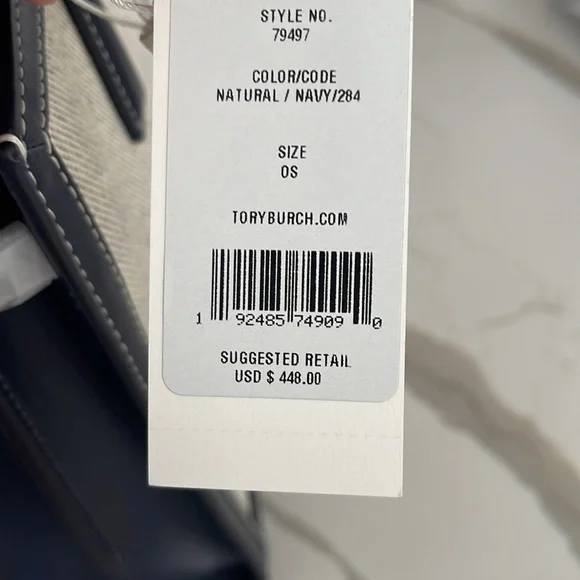 STYLE NO.
79497
COLOR/CODE
NATURAL / NAVY/284
SIZE
OS
TORYBURCH.COM
1 92485 74909 0
SUGGESTED RETAIL
USD $ 448.00